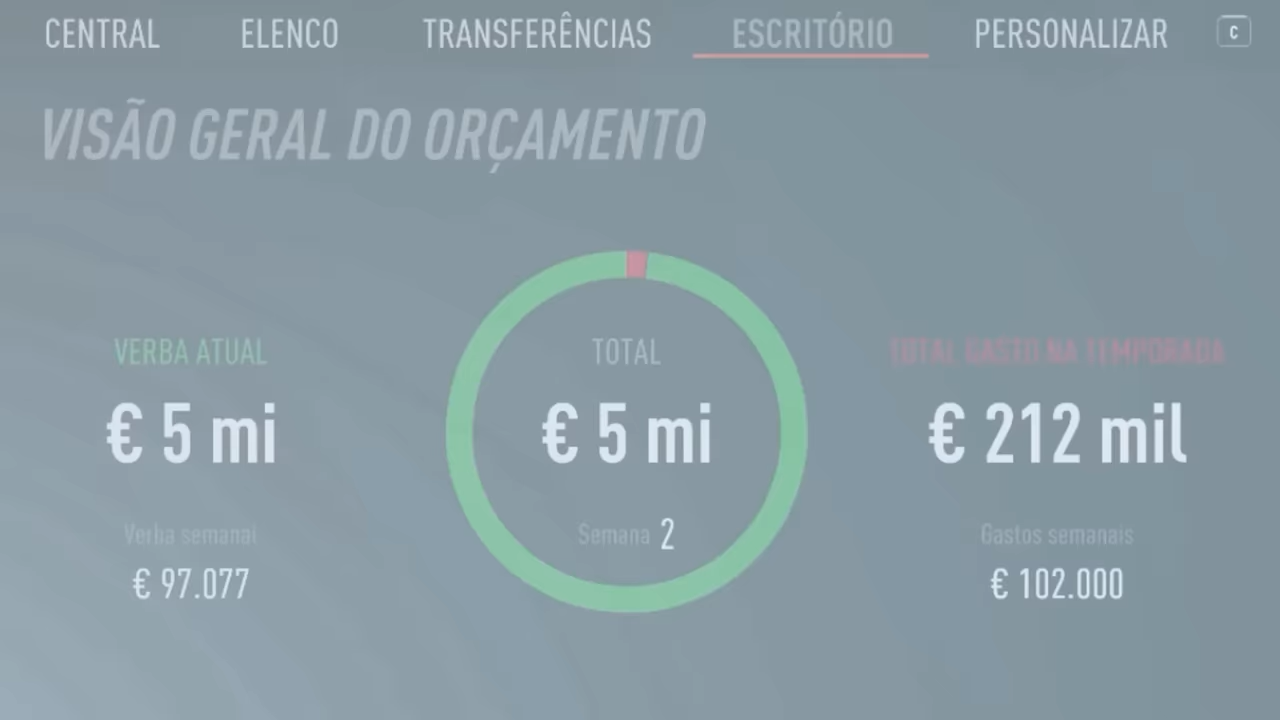 CENTRAL ELENCO TRANSFERÊNCIAS ESCRITÓRIO PERSONALIZAR C
VISÃO GERAL DO ORÇAMENTO
VERBA ATUAL TOTAL TOTAL GASTO NA TEMPORADA
€ 5 mi € 5 mi € 212 mil
Verba semanal Semana 2 Gastos semanais
€ 97.077 € 102.000